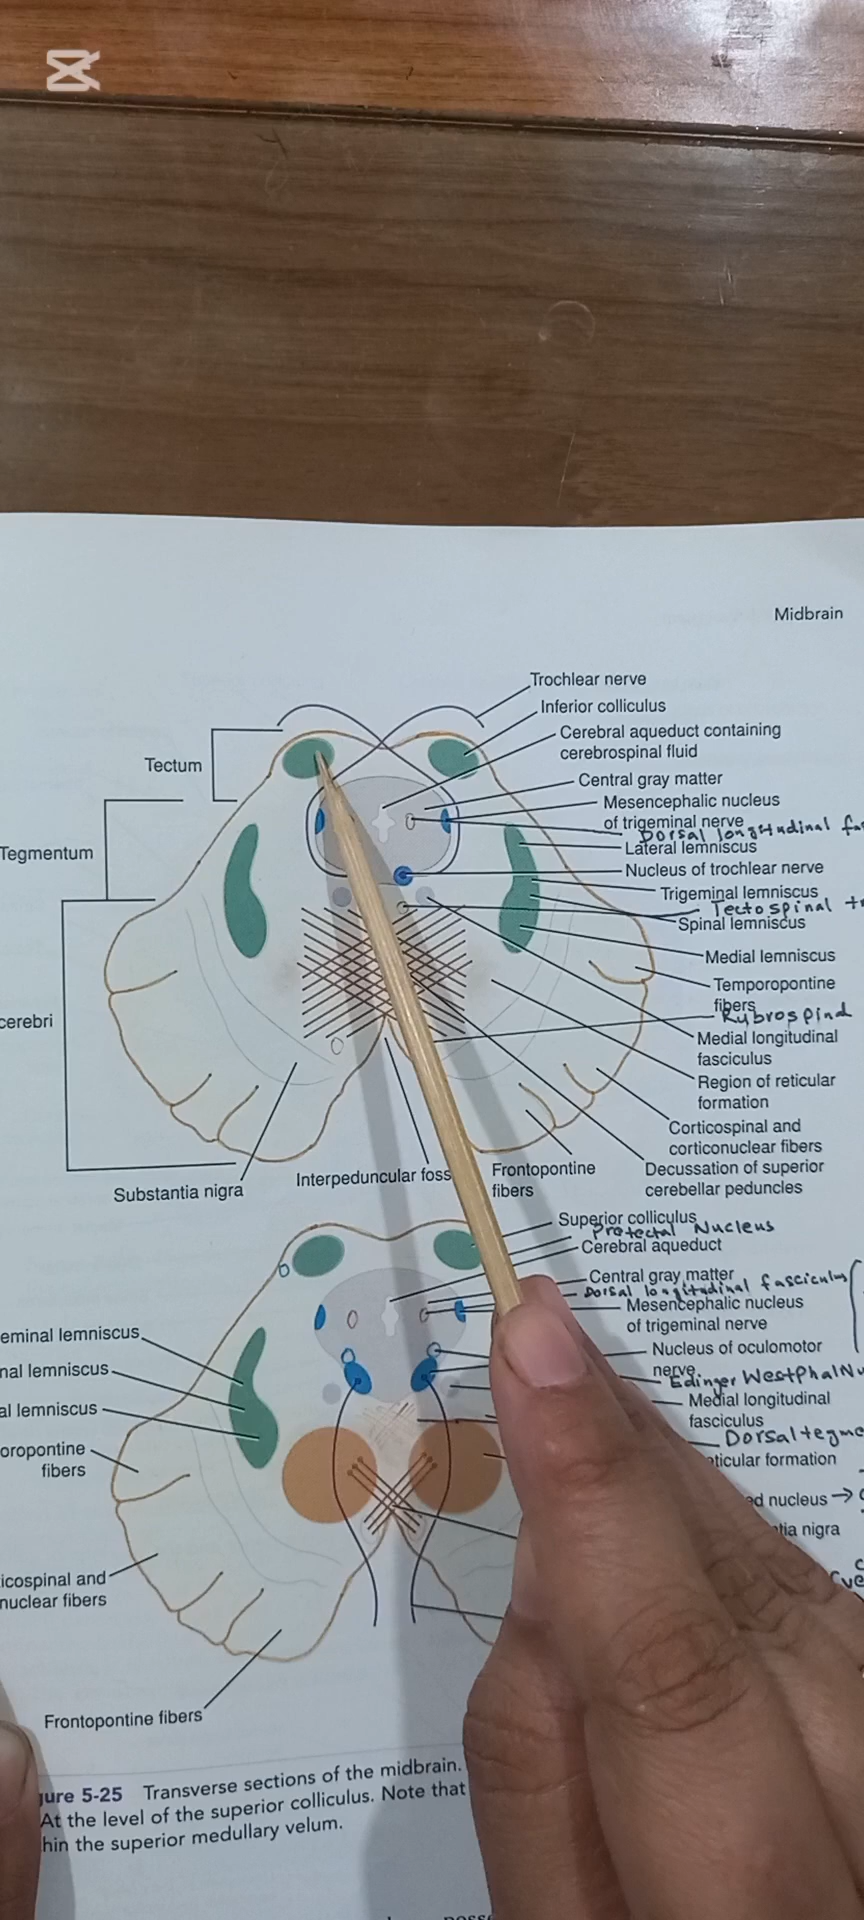 Midbrain
Trochlear nerve
Inferior colliculus
Cerebral aqueduct containing
cerebrospinal fluid
Tectum
Central gray matter
Mesencephalic nucleus
of trigeminal nerve
Dorsal longitudinal fa
Lateral lemniscus
Tegmentum
Nucleus of trochlear nerve
Trigeminal lemniscus
Tectospinal tr
Spinal lemniscus
Medial lemniscus
Temporopontine
fibers
Rubrospinal
cerebri
Medial longitudinal
fasciculus
Region of reticular
formation
Corticospinal and
corticonuclear fibers
Decussation of superior
cerebellar peduncles
Frontopontine
fibers
Interpeduncular foss
Substantia nigra
Superior colliculus
Pretectal Nucleus
Cerebral aqueduct
Central gray matter
Dorsal longitudinal fasciculus
Mesencephalic nucleus
of trigeminal nerve
eminal lemniscus
Nucleus of oculomotor
nerve
nal lemniscus
Edinger WestPhal Nu
Medial longitudinal
fasciculus
al lemniscus
Dorsal tegme
oropontine
fibers
eticular formation
ed nucleus →
tia nigra
icospinal and
nuclear fibers
Frontopontine fibers
ure 5-25 Transverse sections of the midbrain.
At the level of the superior colliculus. Note that
hin the superior medullary velum.